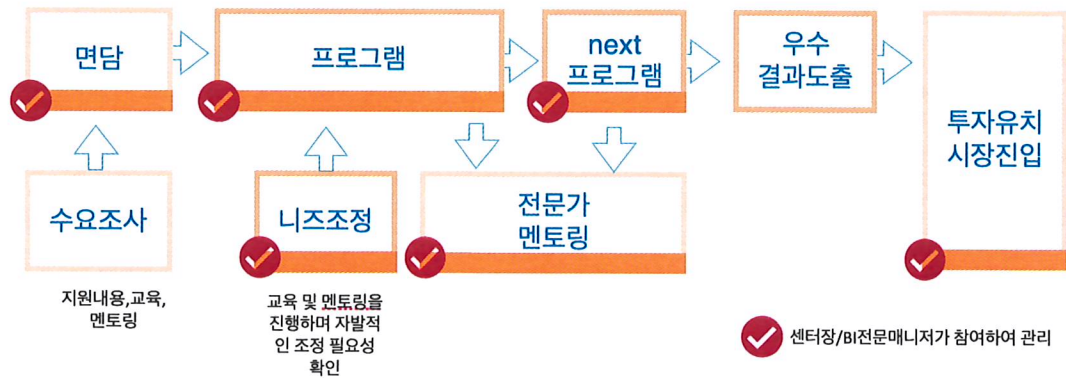 면담
프로그램
next
프로그램
우수
결과도출
투자유치
시장진입
수요조사
니즈조정
전문가
멘토링
지원내용,교육,
멘토링
교육 및 멘토링을
진행하며 자발적
인 조정 필요성
확인
센터장/BI전문매니저가 참여하여 관리